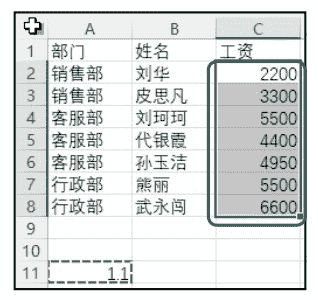 A B C
1 部门 姓名 工资
2 销售部 刘华 2200
3 销售部 皮思凡 3300
4 客服部 刘珂珂 5500
5 客服部 代银霞 4400
6 客服部 孙玉洁 4950
7 行政部 熊丽 5500
8 行政部 武永闯 6600
9
10
11 1.1